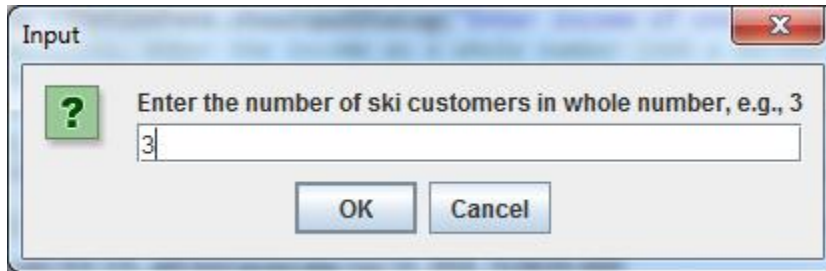 Input
Enter the number of ski customers in whole number, e.g., 3
3
OK
Cancel